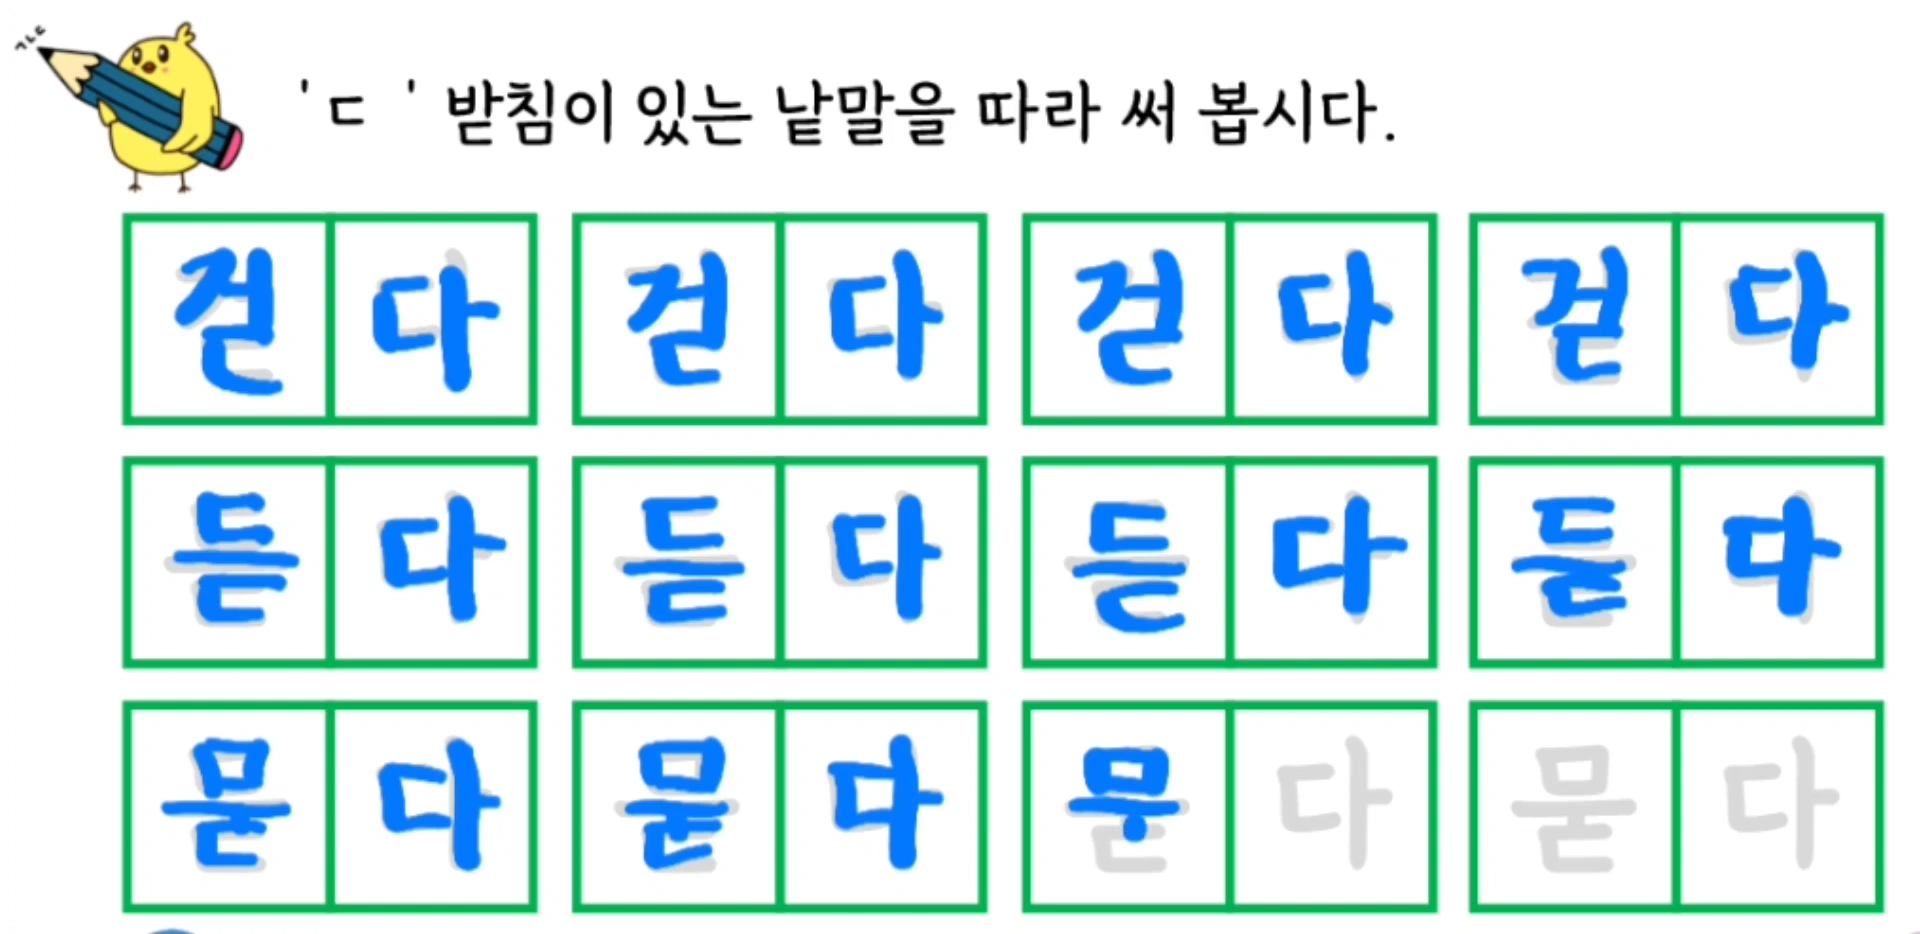 ㄱㄴㄷ
'ㄷ' 받침이 있는 낱말을 따라 써 봅시다.
걷다 걷다 걷다 걷다
듣다 듣다 듣다 듣다
묻다 묻다 묻다 묻다